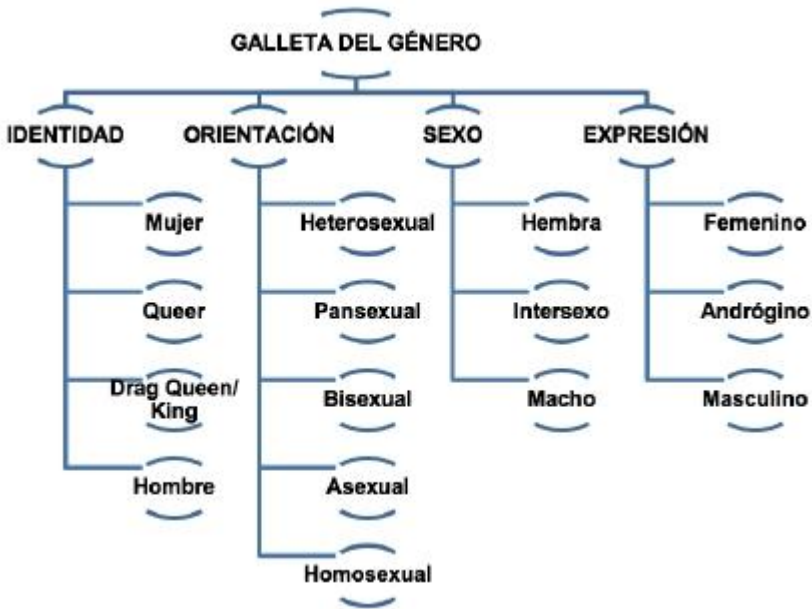 GALLETA DEL GÉNERO
IDENTIDAD
ORIENTACIÓN
SEXO
EXPRESIÓN
Mujer
Queer
Drag Queen/
King
Hombre
Heterosexual
Pansexual
Bisexual
Asexual
Homosexual
Hembra
Intersexo
Macho
Femenino
Andrógino
Masculino